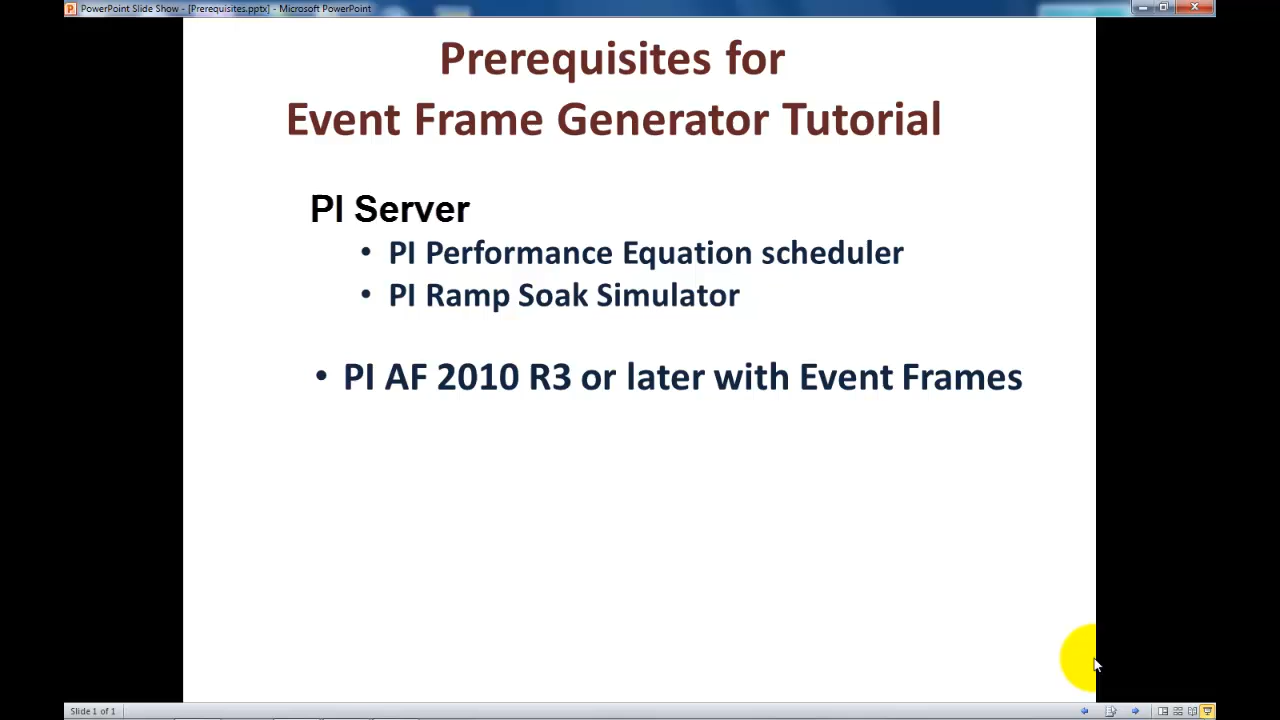 PowerPoint Slide Show - [Prerequisites.pptx] - Microsoft PowerPoint
Prerequisites for
Event Frame Generator Tutorial
PI Server
• PI Performance Equation scheduler
• PI Ramp Soak Simulator
• PI AF 2010 R3 or later with Event Frames
Slide 1 of 1